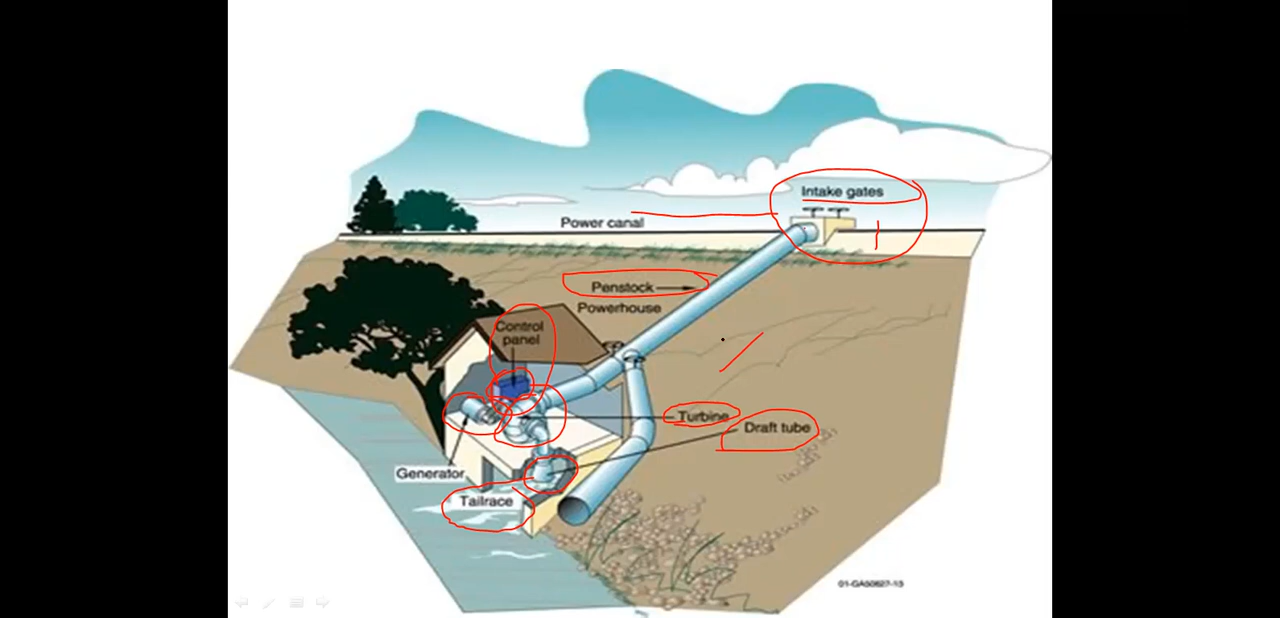 Intake gates
Power canal
Penstock
Powerhouse
Control
panel
Turbine
Draft tube
Generator
Tailrace
01-GA50627-13